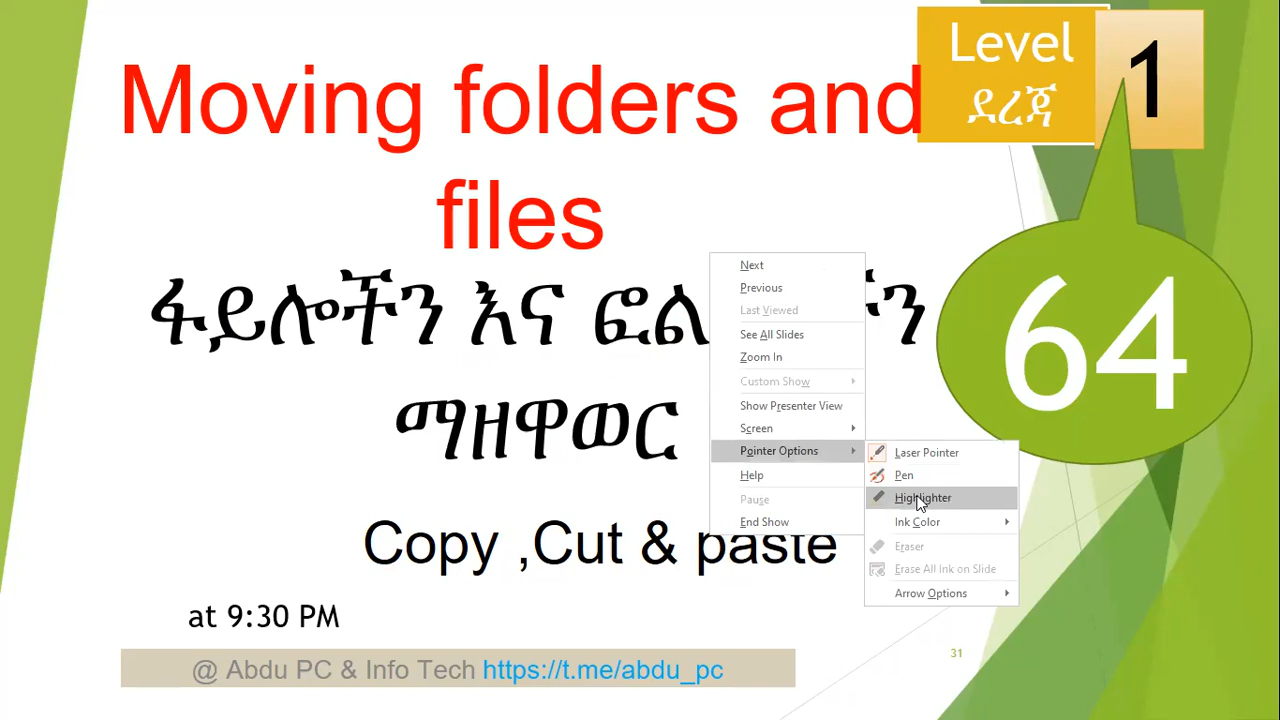 Moving folders and
files
Level
ደረጃ
1
64
ፋይሎችን እና
ማዘዋወር
Copy ,Cut & paste
at 9:30 PM
@ Abdu PC & Info Tech https://t.me/abdu_pc
31
Next
Previous
Last Viewed
See All Slides
Zoom In
Custom Show
Show Presenter View
Screen
Pointer Options
Help
Pause
End Show
Laser Pointer
Pen
Highlighter
Ink Color
Eraser
Erase All Ink on Slide
Arrow Options